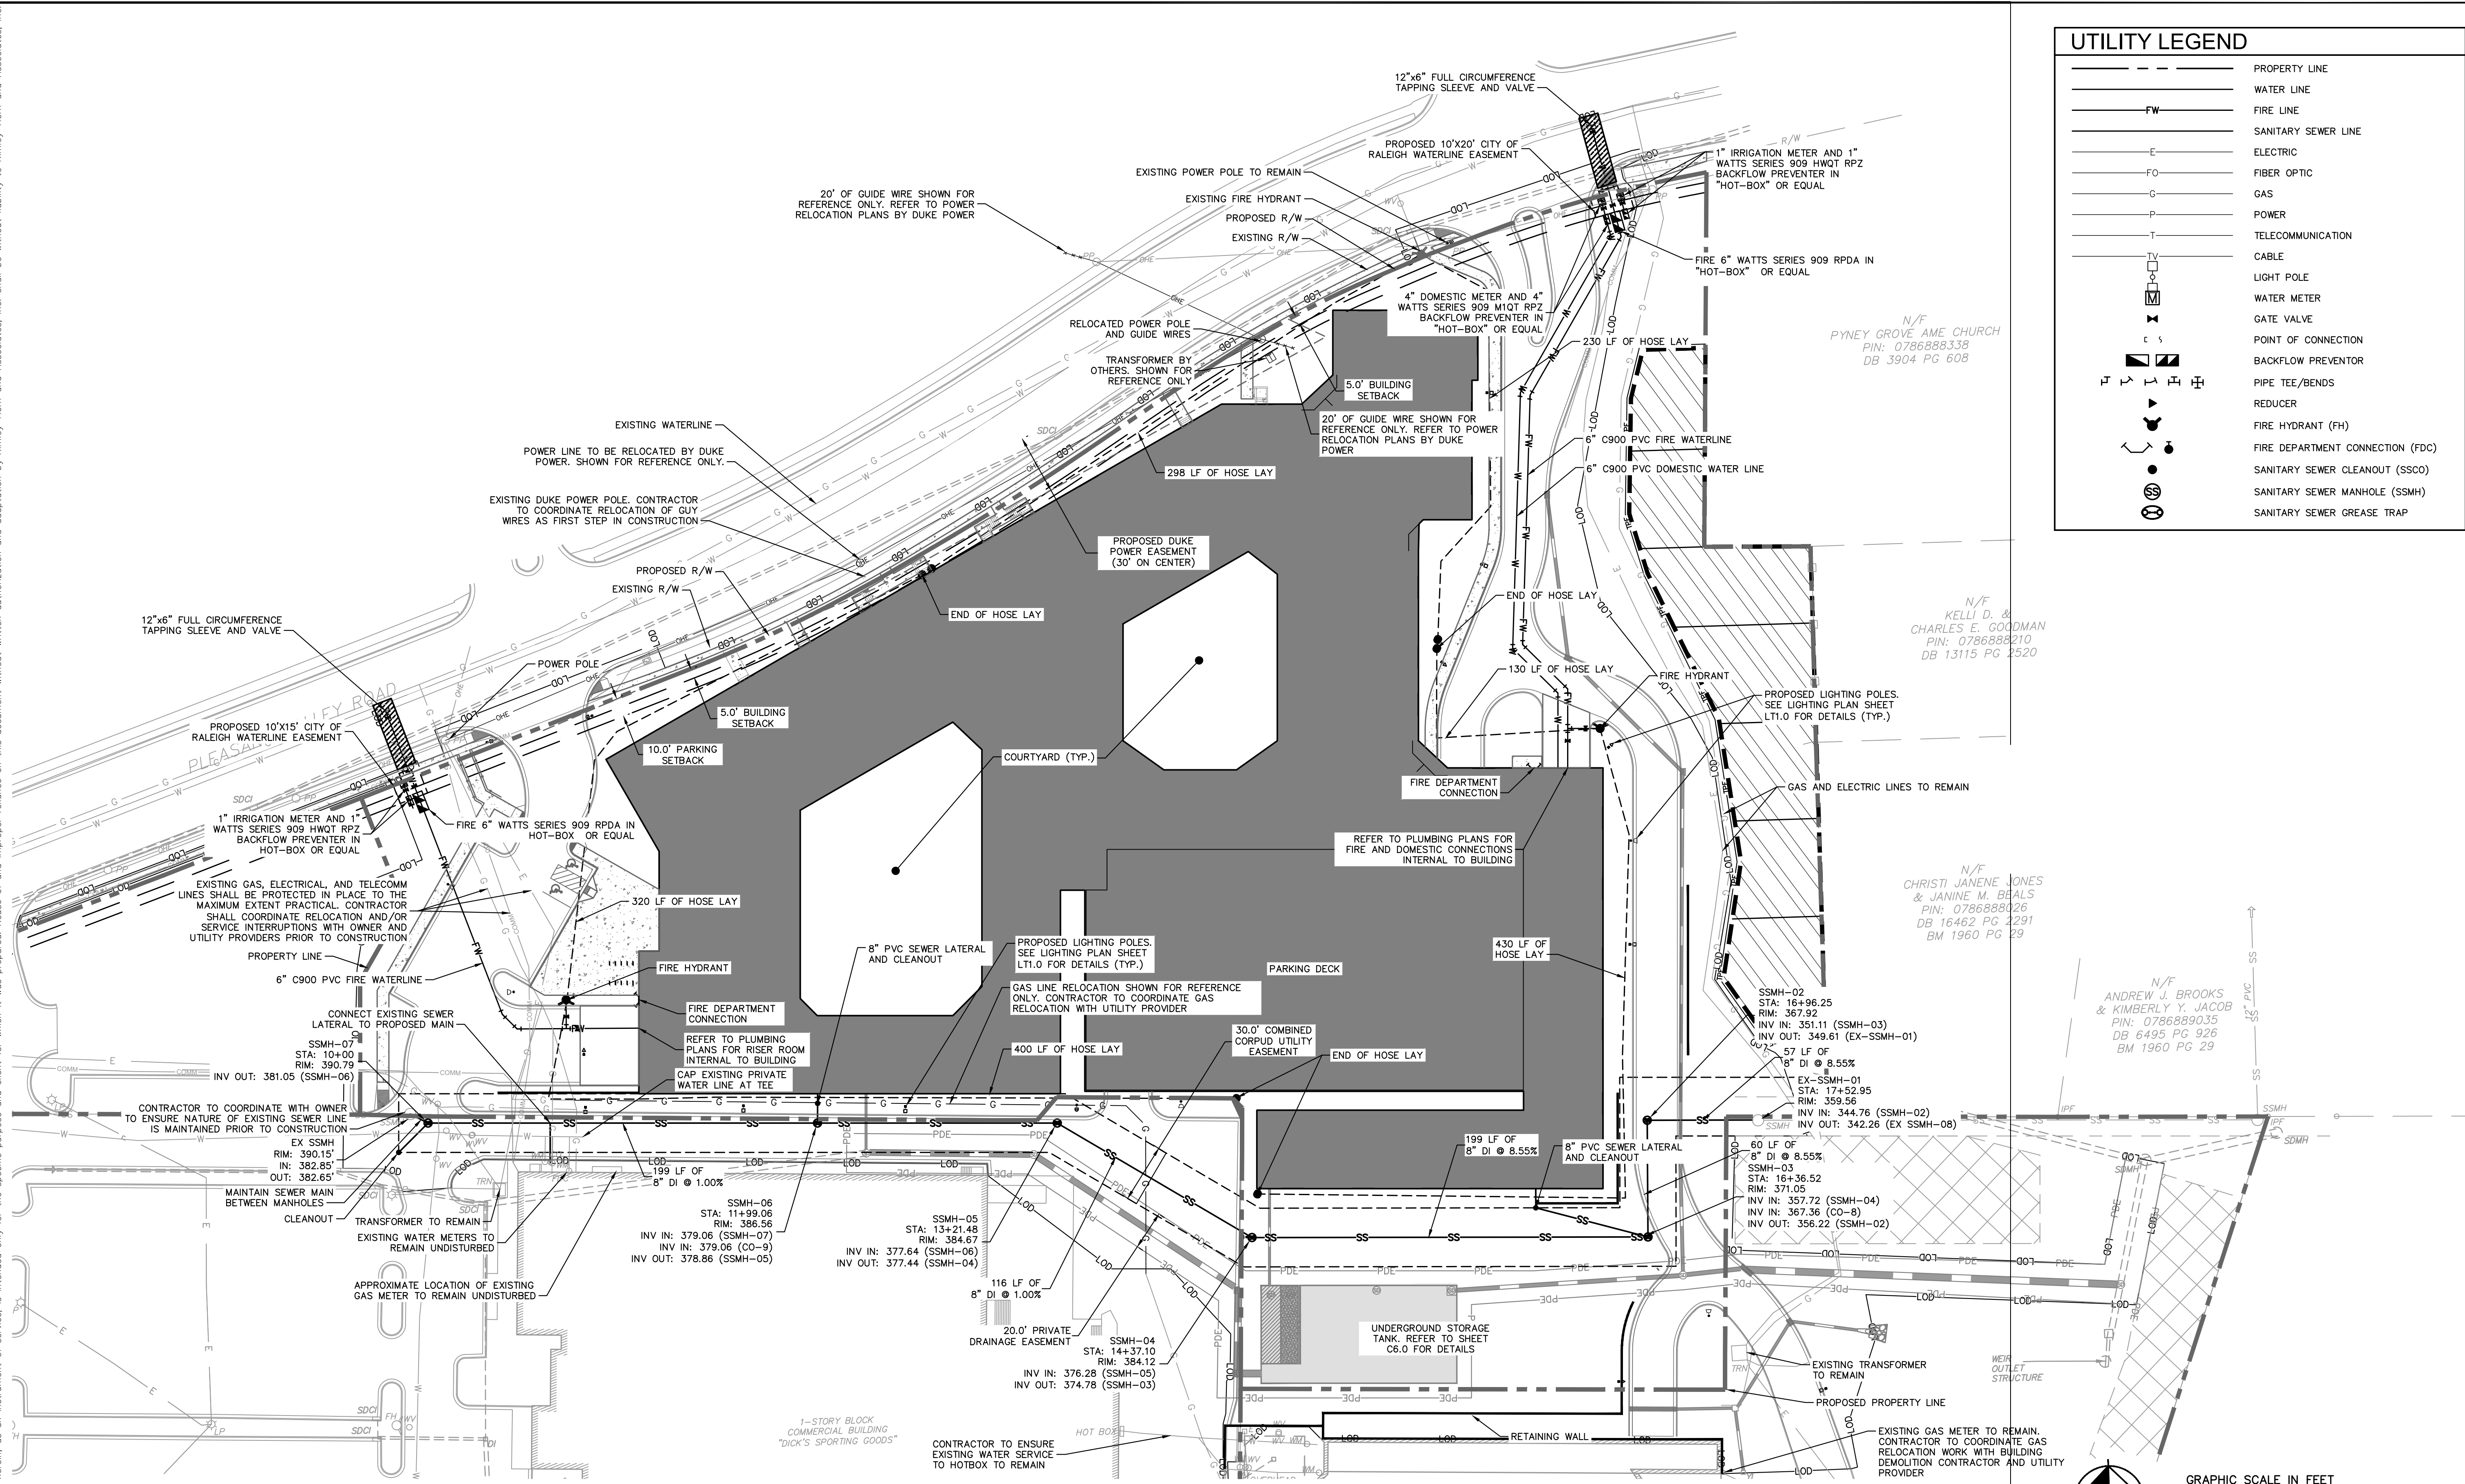 UTILITY LEGEND
PROPERTY LINE
WATER LINE
FW
FIRE LINE
SANITARY SEWER LINE
E
ELECTRIC
FO
FIBER OPTIC
G
GAS
P
POWER
T
TELECOMMUNICATION
TV
CABLE
LIGHT POLE
M
WATER METER
GATE VALVE
POINT OF CONNECTION
BACKFLOW PREVENTOR
PIPE TEE/BENDS
REDUCER
FIRE HYDRANT (FH)
FIRE DEPARTMENT CONNECTION (FDC)
SANITARY SEWER CLEANOUT (SSCO)
SS
SANITARY SEWER MANHOLE (SSMH)
SANITARY SEWER GREASE TRAP
12"x6" FULL CIRCUMFERENCE
TAPPING SLEEVE AND VALVE
PROPOSED 10'X20' CITY OF
RALEIGH WATERLINE EASEMENT
EXISTING POWER POLE TO REMAIN
EXISTING FIRE HYDRANT
PROPOSED R/W
EXISTING R/W
1" IRRIGATION METER AND 1"
WATTS SERIES 909 HWQT RPZ
BACKFLOW PREVENTER IN
"HOT-BOX" OR EQUAL
FIRE 6" WATTS SERIES 909 RPDA IN
"HOT-BOX" OR EQUAL
4" DOMESTIC METER AND 4"
WATTS SERIES 909 M1QT RPZ
BACKFLOW PREVENTER IN
"HOT-BOX" OR EQUAL
20' OF GUIDE WIRE SHOWN FOR
REFERENCE ONLY. REFER TO POWER
RELOCATION PLANS BY DUKE POWER
RELOCATED POWER POLE
AND GUIDE WIRES
TRANSFORMER BY
OTHERS. SHOWN FOR
REFERENCE ONLY
5.0' BUILDING
SETBACK
20' OF GUIDE WIRE SHOWN FOR
REFERENCE ONLY. REFER TO POWER
RELOCATION PLANS BY DUKE
POWER
230 LF OF HOSE LAY
N/F
PYNEY GROVE AME CHURCH
PIN: 0786888338
DB 3904 PG 608
EXISTING WATERLINE
POWER LINE TO BE RELOCATED BY DUKE
POWER. SHOWN FOR REFERENCE ONLY.
EXISTING DUKE POWER POLE. CONTRACTOR
TO COORDINATE RELOCATION OF GUY
WIRES AS FIRST STEP IN CONSTRUCTION
298 LF OF HOSE LAY
6" C900 PVC FIRE WATERLINE
6" C900 PVC DOMESTIC WATER LINE
PROPOSED DUKE
POWER EASEMENT
(30' ON CENTER)
PROPOSED R/W
EXISTING R/W
END OF HOSE LAY
END OF HOSE LAY
N/F
KELLI D. &
CHARLES E. GOODMAN
PIN: 0786888210
DB 13115 PG 2520
12"x6" FULL CIRCUMFERENCE
TAPPING SLEEVE AND VALVE
POWER POLE
PLEASANT VALLEY ROAD
PROPOSED 10'X15' CITY OF
RALEIGH WATERLINE EASEMENT
5.0' BUILDING
SETBACK
10.0' PARKING
SETBACK
COURTYARD (TYP.)
130 LF OF HOSE LAY
FIRE HYDRANT
PROPOSED LIGHTING POLES.
SEE LIGHTING PLAN SHEET
LT1.0 FOR DETAILS (TYP.)
FIRE DEPARTMENT
CONNECTION
GAS AND ELECTRIC LINES TO REMAIN
REFER TO PLUMBING PLANS FOR
FIRE AND DOMESTIC CONNECTIONS
INTERNAL TO BUILDING
1" IRRIGATION METER AND 1"
WATTS SERIES 909 HWQT RPZ
BACKFLOW PREVENTER IN
HOT-BOX OR EQUAL
FIRE 6" WATTS SERIES 909 RPDA IN
HOT-BOX OR EQUAL
EXISTING GAS, ELECTRICAL, AND TELECOMM
LINES SHALL BE PROTECTED IN PLACE TO THE
MAXIMUM EXTENT PRACTICAL. CONTRACTOR
SHALL COORDINATE RELOCATION AND/OR
SERVICE INTERRUPTIONS WITH OWNER AND
UTILITY PROVIDERS PRIOR TO CONSTRUCTION
PROPERTY LINE
6" C900 PVC FIRE WATERLINE
320 LF OF HOSE LAY
N/F
CHRISTI JANENE JONES
& JANINE M. BEALS
PIN: 0786888026
DB 16462 PG 2291
BM 1960 PG 29
8" PVC SEWER LATERAL
AND CLEANOUT
PROPOSED LIGHTING POLES.
SEE LIGHTING PLAN SHEET
LT1.0 FOR DETAILS (TYP.)
430 LF OF
HOSE LAY
PARKING DECK
FIRE HYDRANT
GAS LINE RELOCATION SHOWN FOR REFERENCE
ONLY. CONTRACTOR TO COORDINATE GAS
RELOCATION WITH UTILITY PROVIDER
FIRE DEPARTMENT
CONNECTION
CONNECT EXISTING SEWER
LATERAL TO PROPOSED MAIN
REFER TO PLUMBING
PLANS FOR RISER ROOM
INTERNAL TO BUILDING
30.0' COMBINED
CORPUD UTILITY
EASEMENT
END OF HOSE LAY
400 LF OF HOSE LAY
CAP EXISTING PRIVATE
WATER LINE AT TEE
SSMH-02
STA: 16+96.25
RIM: 367.92
INV IN: 351.11 (SSMH-03)
INV OUT: 349.61 (EX-SSMH-01)
57 LF OF
8" DI @ 8.55%
EX-SSMH-01
STA: 17+52.95
RIM: 359.56
INV IN: 344.76 (SSMH-02)
INV OUT: 342.26 (EX SSMH-08)
N/F
ANDREW J. BROOKS
& KIMBERLY Y. JACOB
PIN: 0786889035
DB 6495 PG 926
BM 1960 PG 29
12" PVC
SSMH-07
STA: 10+00
RIM: 390.79
INV OUT: 381.05 (SSMH-06)
CONTRACTOR TO COORDINATE WITH OWNER
TO ENSURE NATURE OF EXISTING SEWER LINE
IS MAINTAINED PRIOR TO CONSTRUCTION
EX SSMH
RIM: 390.15'
IN: 382.85'
OUT: 382.65'
MAINTAIN SEWER MAIN
BETWEEN MANHOLES
CLEANOUT
TRANSFORMER TO REMAIN
EXISTING WATER METERS TO
REMAIN UNDISTURBED
APPROXIMATE LOCATION OF EXISTING
GAS METER TO REMAIN UNDISTURBED
199 LF OF
8" DI @ 1.00%
SSMH-06
STA: 11+99.06
RIM: 386.56
INV IN: 379.06 (SSMH-07)
INV IN: 379.06 (CO-9)
INV OUT: 378.86 (SSMH-05)
SSMH-05
STA: 13+21.48
RIM: 384.67
INV IN: 377.64 (SSMH-06)
INV OUT: 377.44 (SSMH-04)
116 LF OF
8" DI @ 1.00%
20.0' PRIVATE
DRAINAGE EASEMENT
SSMH-04
STA: 14+37.10
RIM: 384.12
INV IN: 376.28 (SSMH-05)
INV OUT: 374.78 (SSMH-03)
199 LF OF
8" DI @ 8.55%
8" PVC SEWER LATERAL
AND CLEANOUT
60 LF OF
8" DI @ 8.55%
SSMH-03
STA: 16+36.52
RIM: 371.05
INV IN: 357.72 (SSMH-04)
INV IN: 367.36 (CO-8)
INV OUT: 356.22 (SSMH-02)
UNDERGROUND STORAGE
TANK. REFER TO SHEET
C6.0 FOR DETAILS
WEIR
OUTLET
STRUCTURE
EXISTING TRANSFORMER
TO REMAIN
PROPOSED PROPERTY LINE
RETAINING WALL
1-STORY BLOCK
COMMERCIAL BUILDING
"DICK'S SPORTING GOODS"
HOT BOX
CONTRACTOR TO ENSURE
EXISTING WATER SERVICE
TO HOTBOX TO REMAIN
EXISTING GAS METER TO REMAIN.
CONTRACTOR TO COORDINATE GAS
RELOCATION WORK WITH BUILDING
DEMOLITION CONTRACTOR AND UTILITY
PROVIDER
GRAPHIC SCALE IN FEET